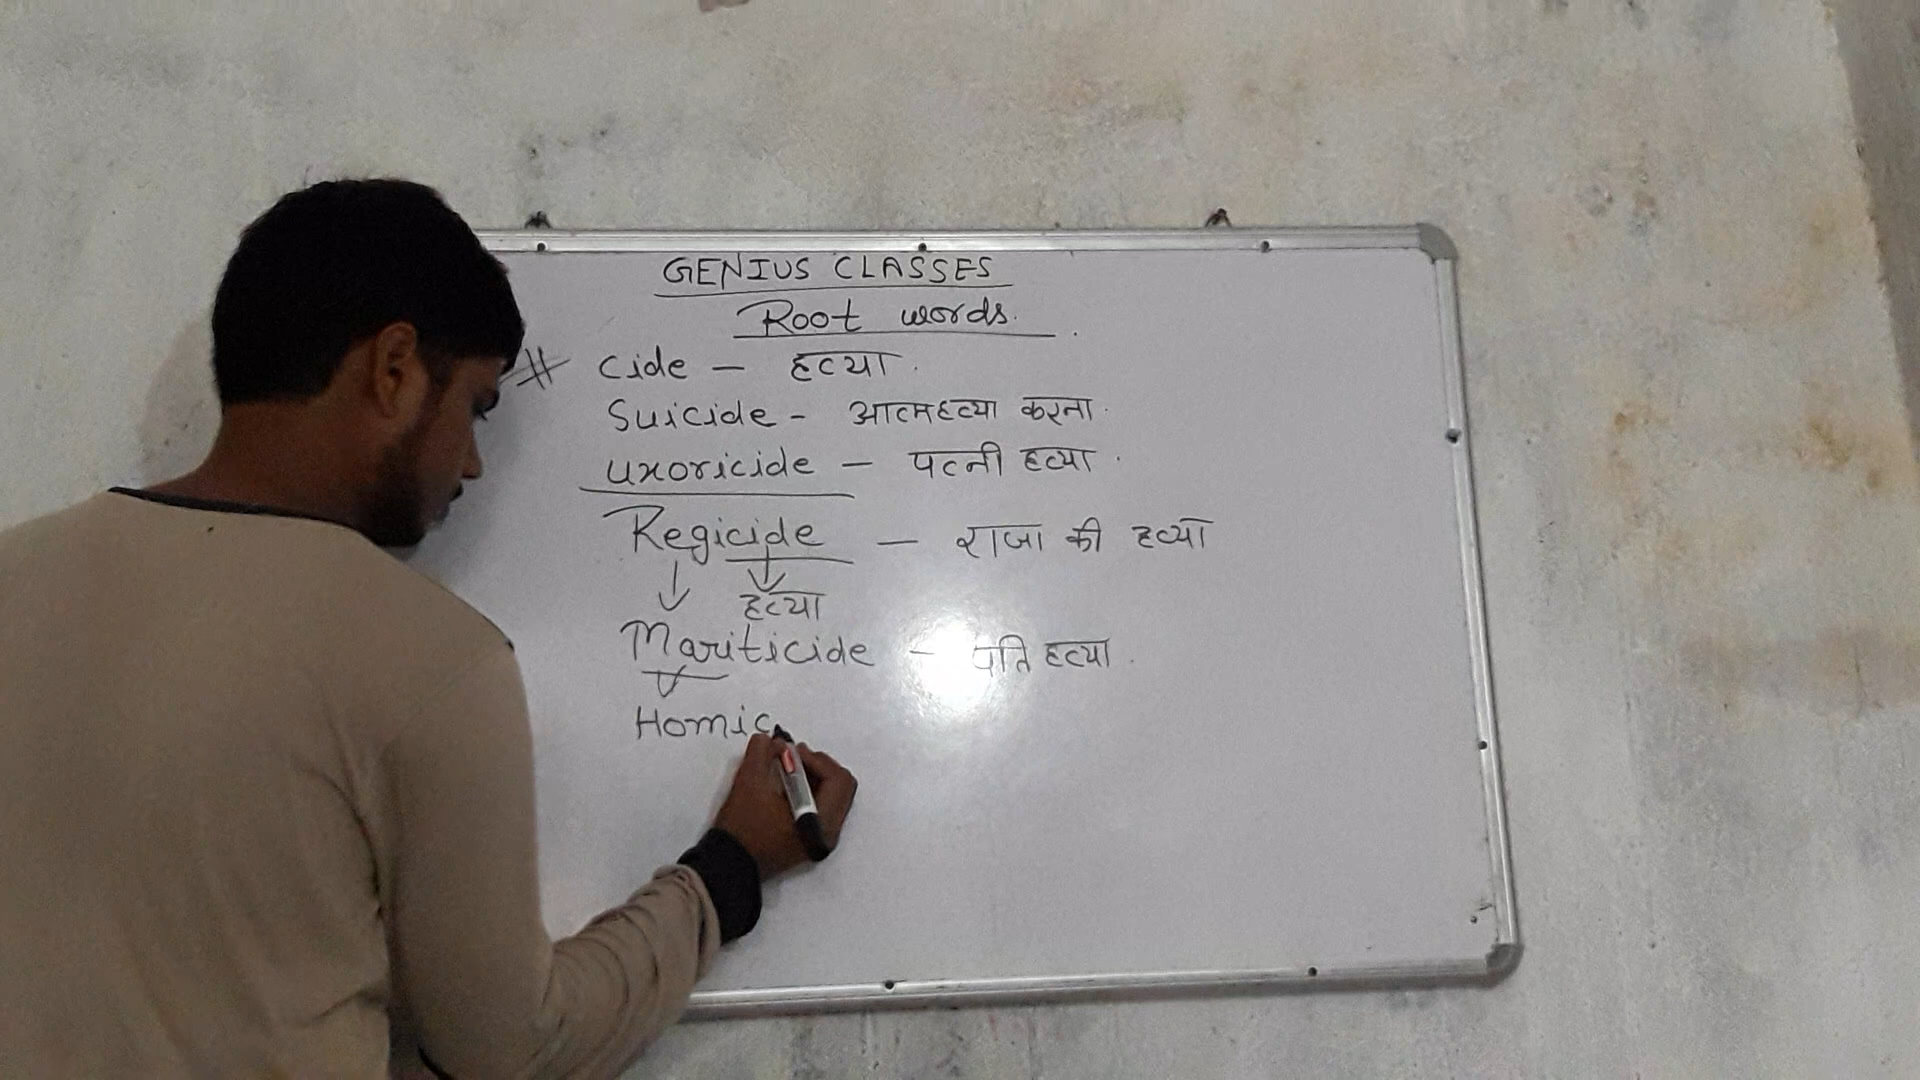 GENIUS CLASSES
Root words.
# Cide - हत्या.
Suicide - आत्महत्या करना.
uxoricide - पत्नी हत्या.
Regicide - राजा की हत्या
हत्या
Mariticide - पति हत्या.
Homic